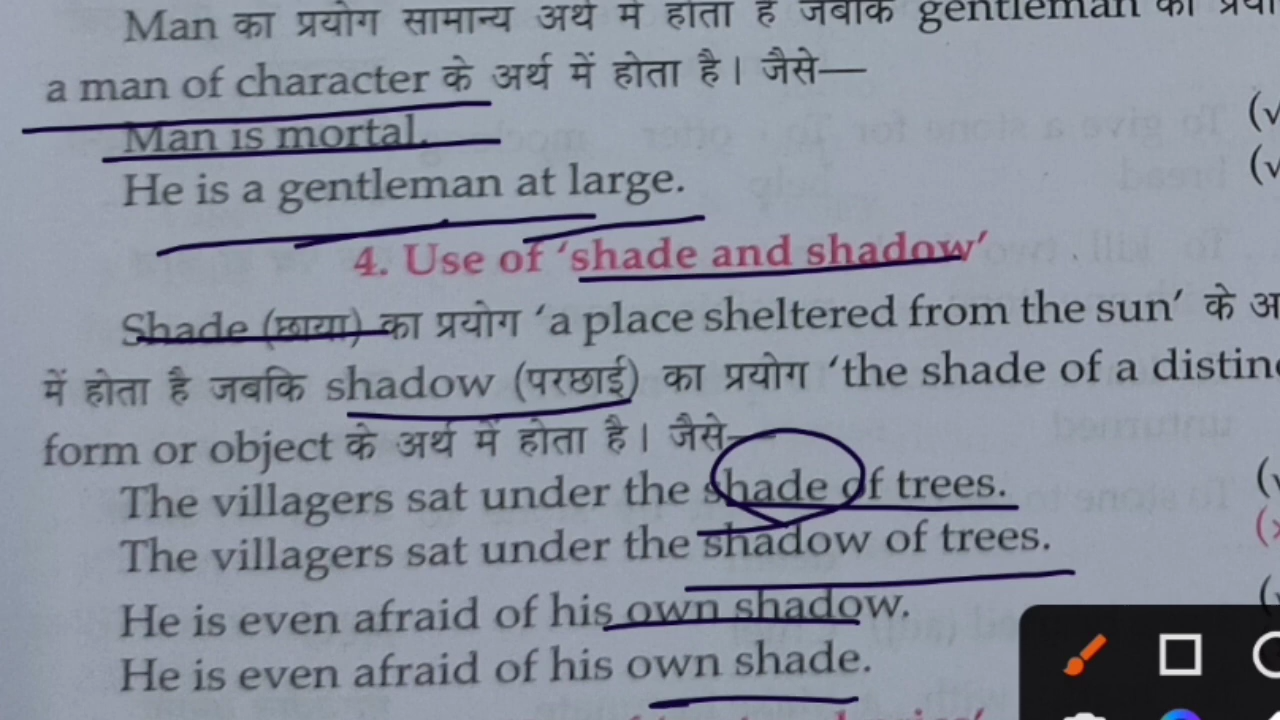 Man का प्रयोग सामान्य अर्थ में होता है जबकि gentleman का
a man of character के अर्थ में होता है। जैसे—
Man is mortal. (✓
He is a gentleman at large. (✓
4. Use of 'shade and shadow'
Shade (छाया) का प्रयोग 'a place sheltered from the sun' के
में होता है जबकि shadow (परछाई) का प्रयोग 'the shade of a
form or object के अर्थ में होता है। जैसे—
The villagers sat under the shade of trees. (
The villagers sat under the shadow of trees. (
He is even afraid of his own shadow. (
He is even afraid of his own shade.